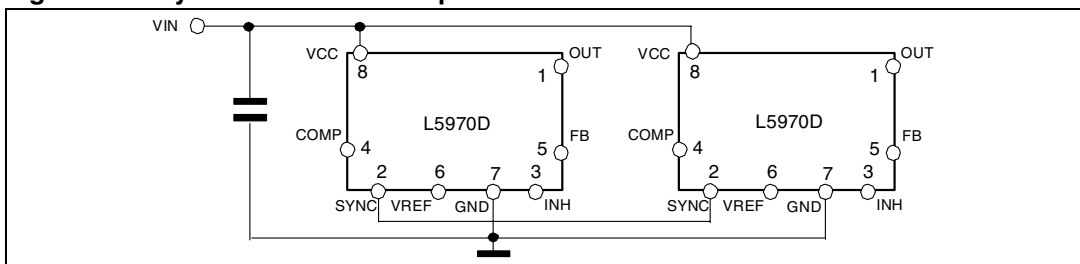 VIN
VCC
8
OUT
1
L5970D
COMP
4
FB
5
2
6
7
3
SYNC
VREF
GND
INH
VCC
8
OUT
1
L5970D
COMP
4
FB
5
2
6
7
3
SYNC
VREF
GND
INH